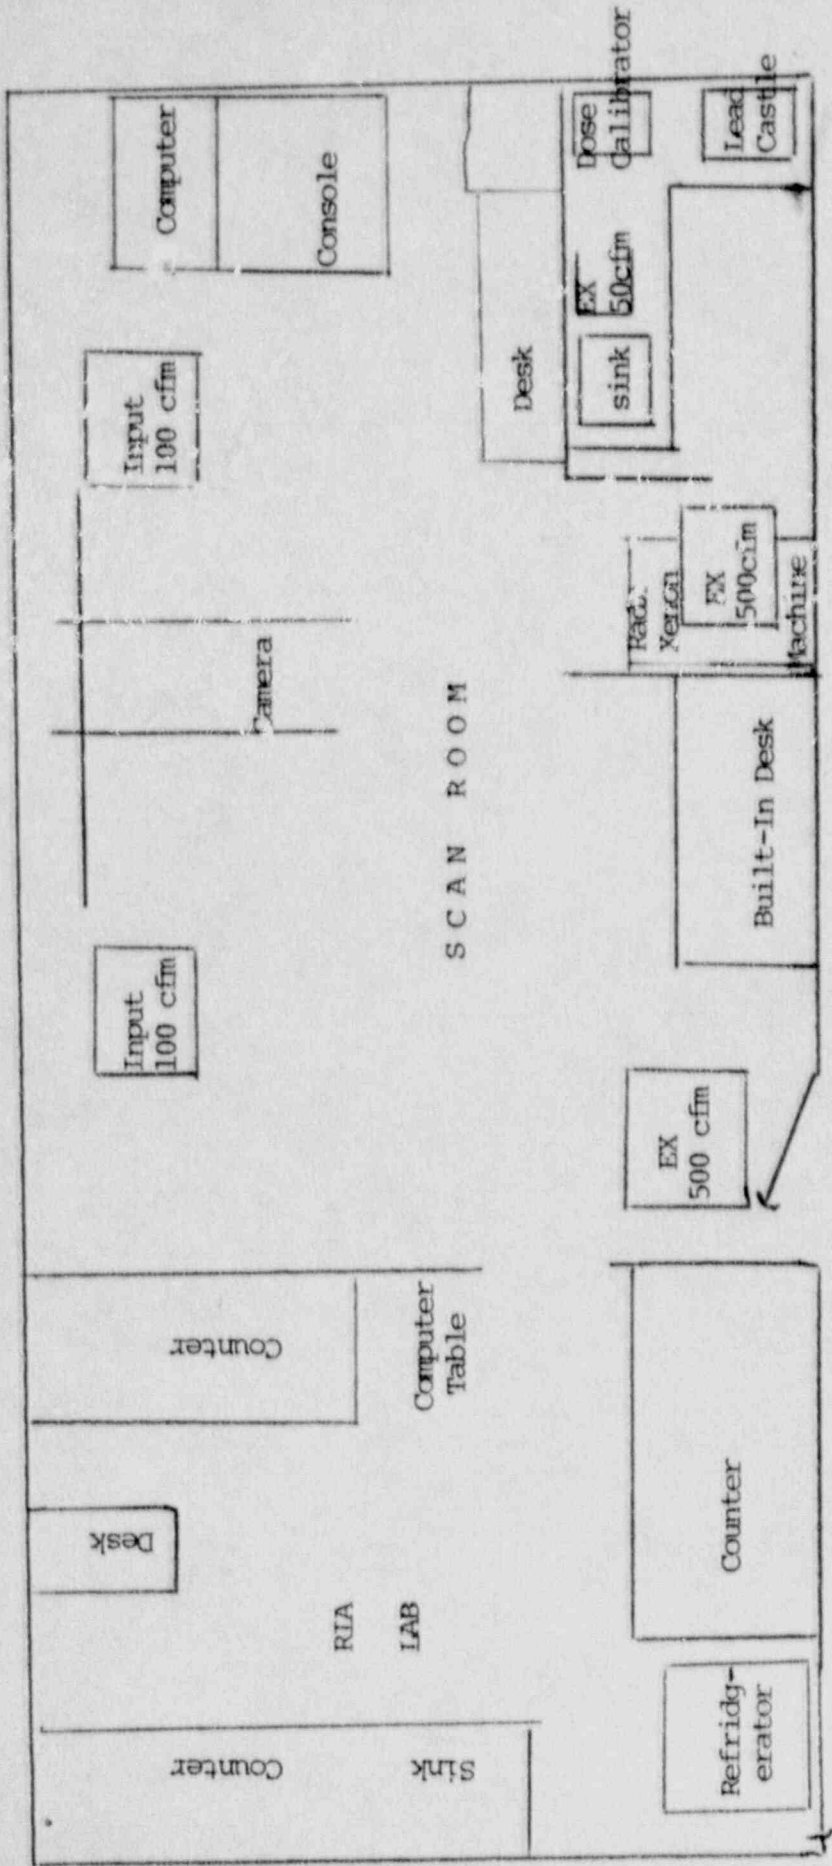 Computer
Console
Input
100 cfm
Camera
Input
100 cfm
SCAN ROOM
Desk
Dose
Calibrator
Lead
Castle
EX
50cfm
sink
Xenon
EX
500cfm
Machine
Built-In Desk
EX
500 cfm
Counter
Computer
Table
Desk
RIA
LAB
Counter
Sink
Counter
Refridg-
erator